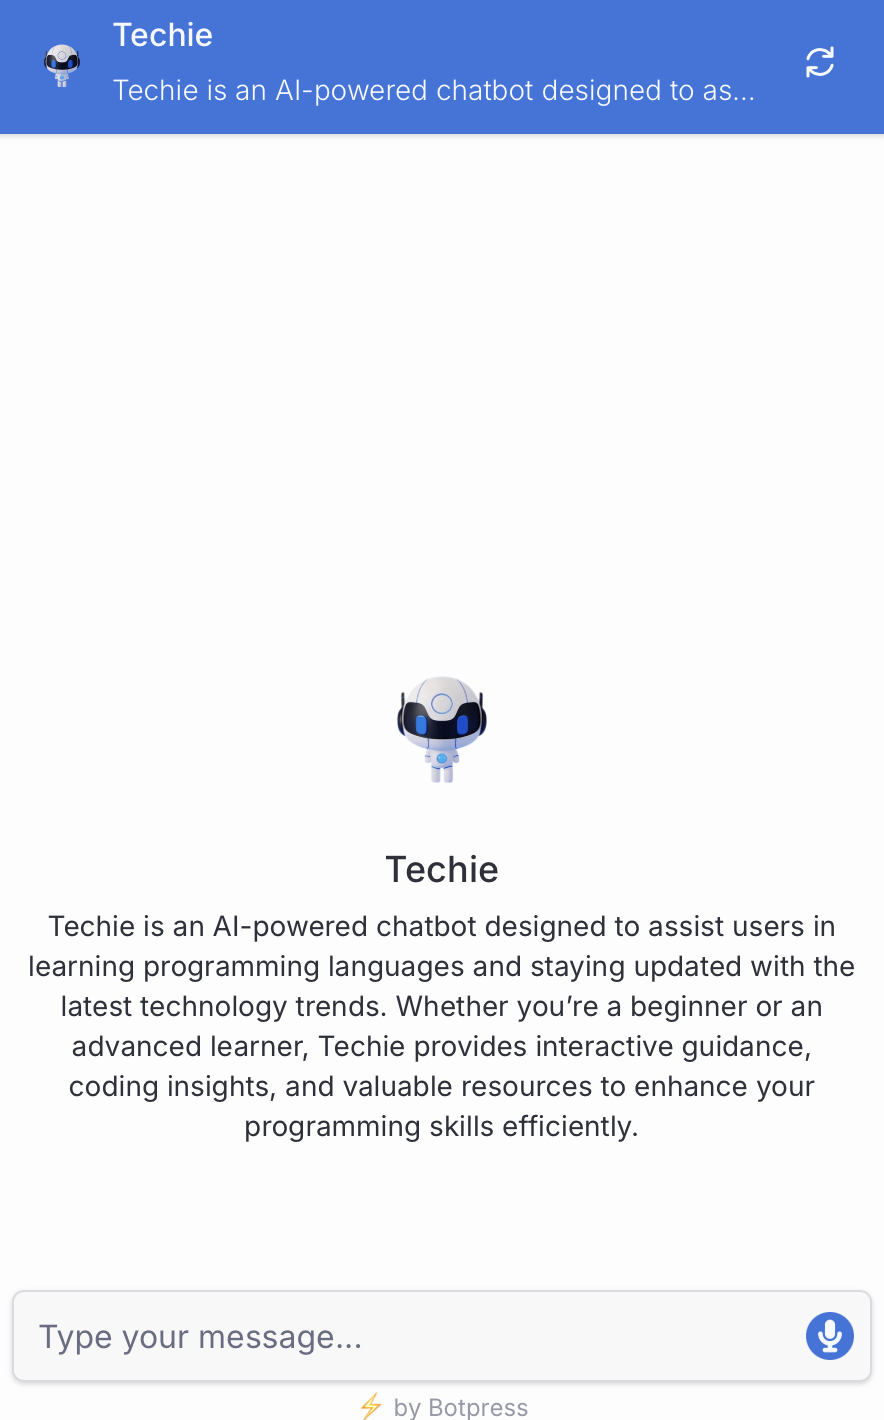 Techie
Techie is an AI-powered chatbot designed to as...
Techie
Techie is an AI-powered chatbot designed to assist users in
learning programming languages and staying updated with the
latest technology trends. Whether you’re a beginner or an
advanced learner, Techie provides interactive guidance,
coding insights, and valuable resources to enhance your
programming skills efficiently.
Type your message...
⚡ by Botpress